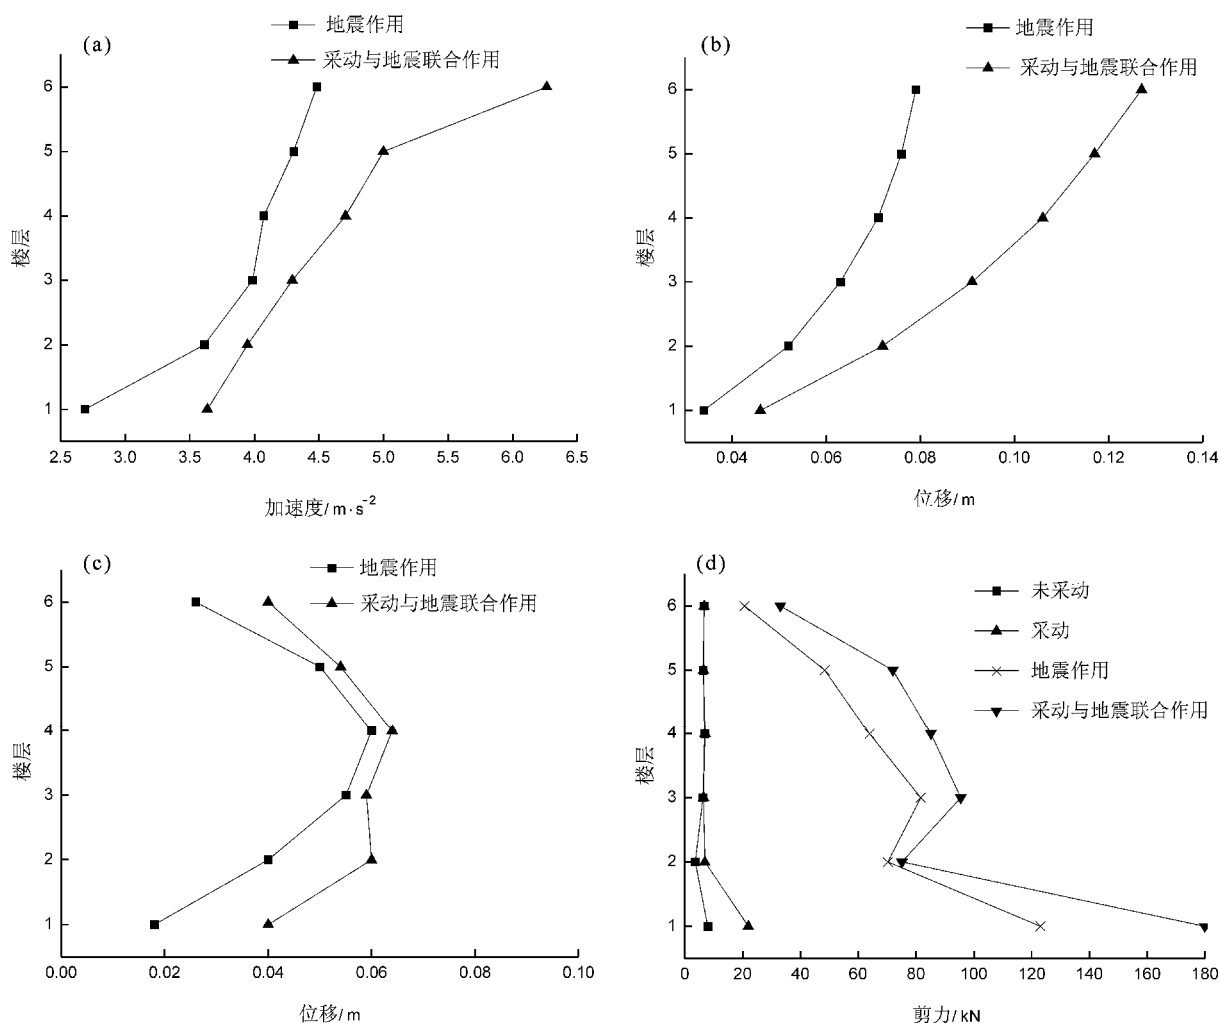 (a)
地震作用
采动与地震联合作用
6
5
4
3
2
1
楼层
2.5 3.0 3.5 4.0 4.5 5.0 5.5 6.0 6.5
加速度/ m·s⁻²
(b)
地震作用
采动与地震联合作用
6
5
4
3
2
1
楼层
0.04 0.06 0.08 0.10 0.12 0.14
位移/ m
(c)
地震作用
采动与地震联合作用
6
5
4
3
2
1
楼层
0.00 0.02 0.04 0.06 0.08 0.10
位移/ m
(d)
未采动
采动
地震作用
采动与地震联合作用
6
5
4
3
2
1
楼层
0 20 40 60 80 100 120 140 160 180
剪力/ kN